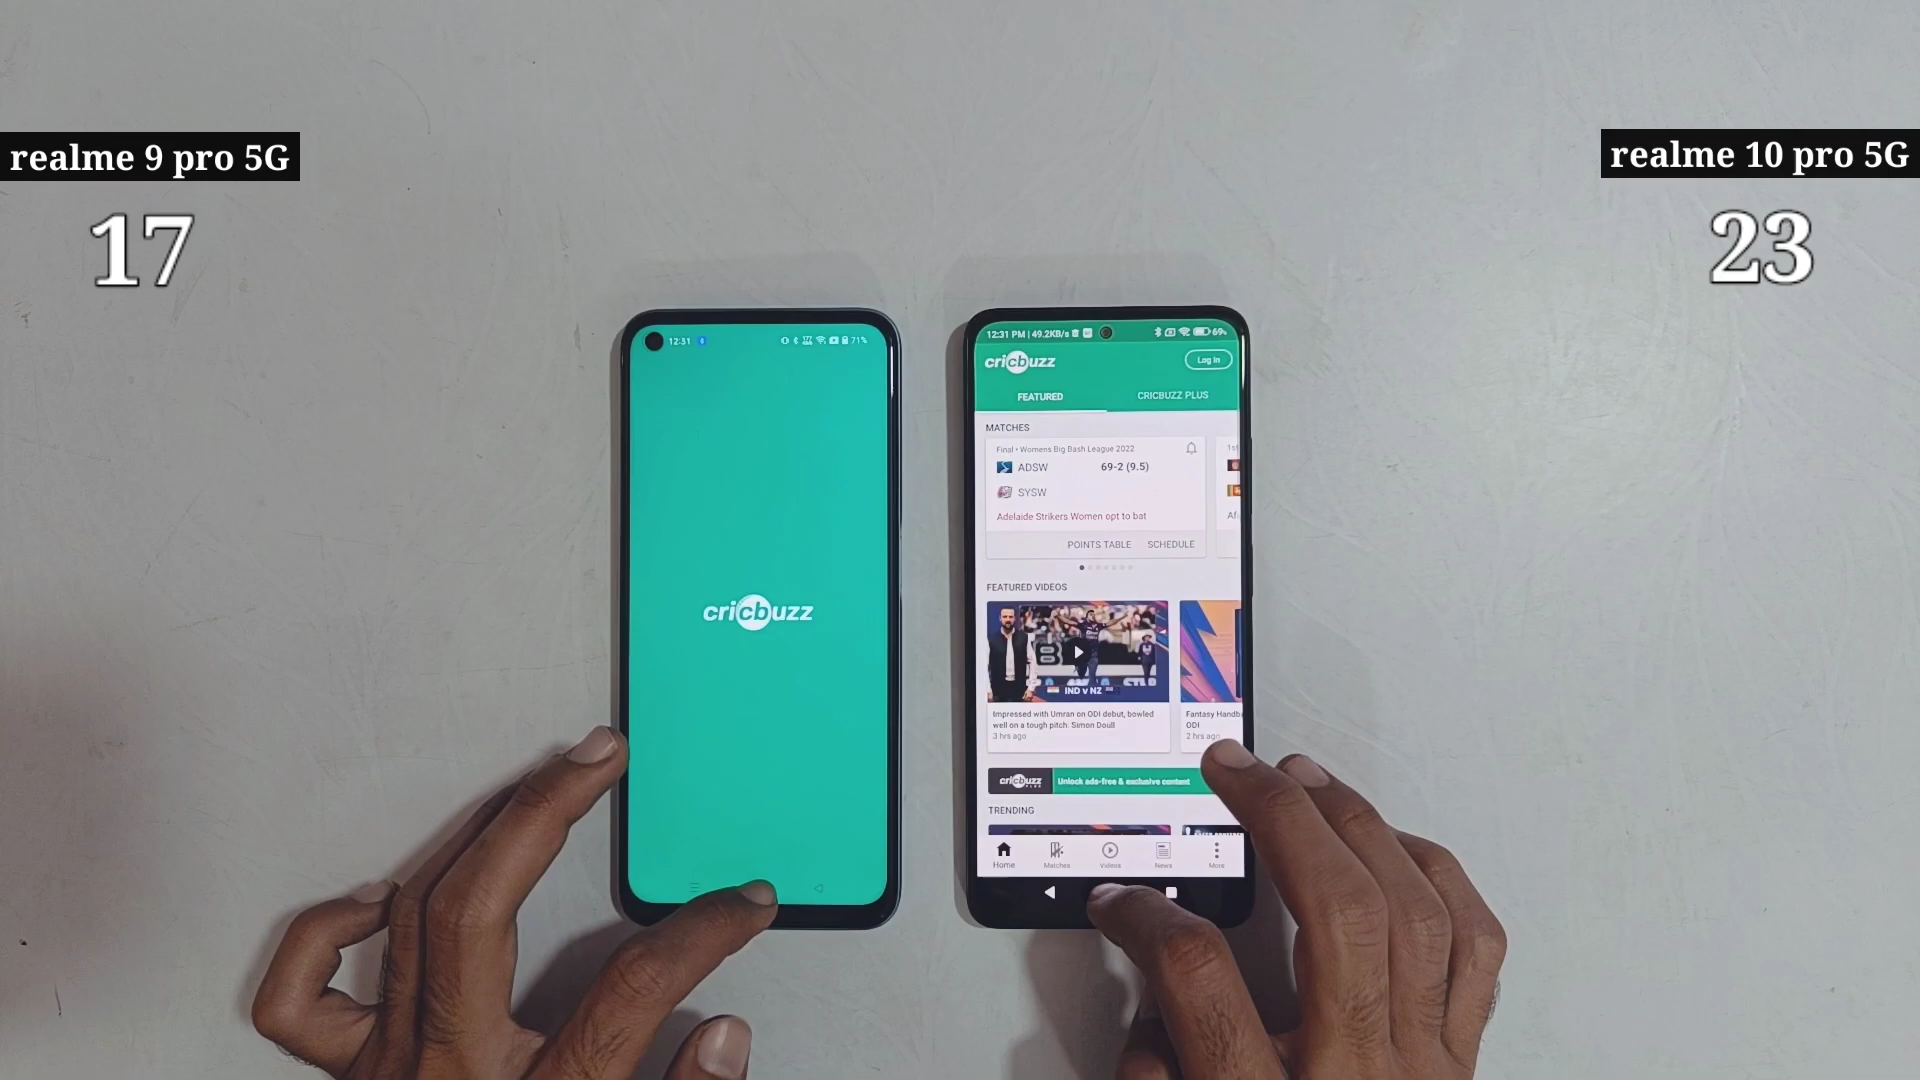 realme 9 pro 5G
17
realme 10 pro 5G
23
12:31
71%
cricbuzz
12:31 PM | 49.2KB/s
69%
cricbuzz
Log In
FEATURED
CRICBUZZ PLUS
MATCHES
Final • Womens Big Bash League 2022
ADSW 69-2 (9.5)
SYSW
Adelaide Strikers Women opt to bat
Af
POINTS TABLE SCHEDULE
FEATURED VIDEOS
IND v NZ
Impressed with Umran on ODI debut, bowled
well on a tough pitch: Simon Doull
3 hrs ago
Fantasy Handb
ODI
2 hrs ago
cricbuzz
PLUS
Unlock ads-free & exclusive content
TRENDING
Home
Matches
Videos
News
More